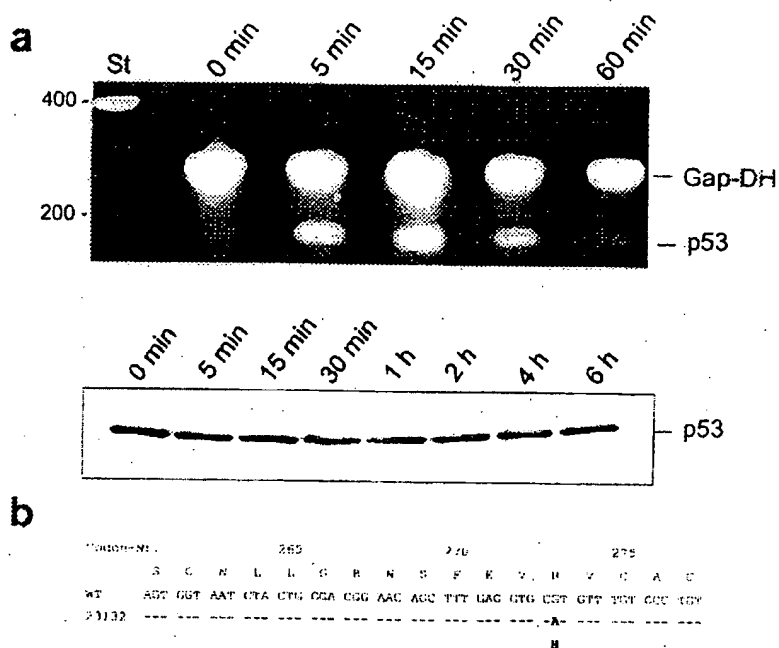 a
St 0 min 5 min 15 min 30 min 60 min
400
Gap-DH
200
p53
0 min 5 min 15 min 30 min 1 h 2 h 4 h 6 h
p53
b
265 275
WT AGT GGT AAT CTA CTG GGA CGG AAC AGC TTT GAG GTG CGT GTT TGT GCC TGT
23132 --- --- --- --- --- --- --- --- --- --- --- --- -A- --- --- --- ---
H